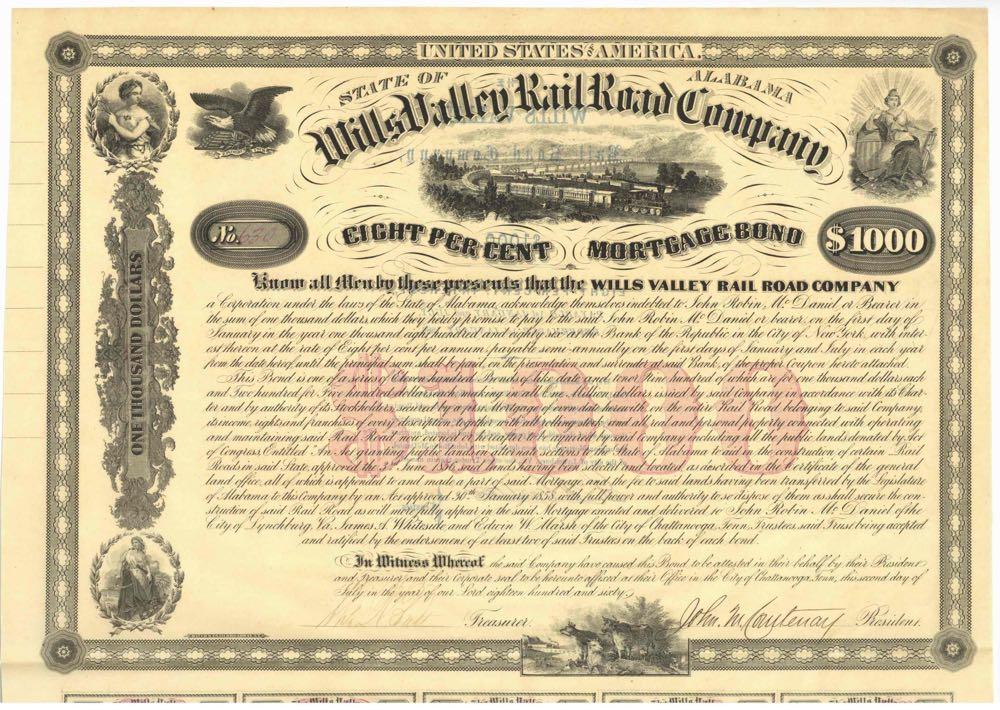 UNITED STATES OF AMERICA.
STATE OF ALABAMA
Wills Valley Rail Road Company
No. 630
EIGHT PER CENT MORTGAGE BOND
$1000
ONE THOUSAND DOLLARS
Know all Men by these presents that the WILLS VALLEY RAIL ROAD COMPANY
a Corporation under the laws of the State of Alabama, acknowledge themselves indebted to John Robin, Mc Daniel or Bearer in
the sum of one thousand dollars, which they hereby promise to pay to the said John Robin, Mc Daniel or bearer, on the first day of
January in the year one thousand eight hundred and eighty six at the Bank of the Republic in the City of New York, with inter
est thereon at the rate of Eight per cent per annum, payable semi-annually on the first days of January and July in each year
from the date hereof, until the principal sum shall be paid, on the presentation and surrender at said Bank, of the proper coupon hereto attached.
This Bond is one of a series of Eleven hundred Bonds of like date and tenor, Nine hundred of which are for one thousand dollars each
and Two hundred for Five hundred dollars each, making in all One Million dollars, issued by said Company in accordance with its Char-
ter and by authority of its Stockholders, secured by a Mortgage of even date herewith on the entire Rail Road belonging to said Company,
its income, rights and franchises of every description, together with all rolling stock and all real and personal property connected with operating
and maintaining said Rail Road now owned or hereafter to be acquired by said company including all the public lands donated by Act
of Congress, Entitled "An Act granting public lands in alternate sections to the State of Alabama to aid in the construction of certain Rail
Roads in said State, approved the 3rd June 1856, said lands having been selected and located as described in the certificate of the general
land office, all of which is appended to and made a part of said Mortgage, and the fee to said lands having been transferred by the Legislature
of Alabama to this Company by an Act approved 30th January 1858, with full power and authority to so dispose of them as shall secure the con-
struction of said Rail Road as will more fully appear in the said Mortgage executed and delivered to John Robin Mc Daniel of the
City of Lynchburg, Va. James A. Whiteside and Edwin W. Marsh of the City of Chattanooga, Tenn, Trustees, said Trust being accepted
and ratified by the endorsement of at least two of said Trustees on the back of each bond.
In Witness Whereof the said Company have caused this Bond to be attested in their behalf by their President
and Treasurer and their Corporate seal to be hereunto affixed at their Office in the City of Chattanooga, Tenn, this second day of
July in the year of our Lord eighteen hundred and sixty.
Treasurer. President.
$1000